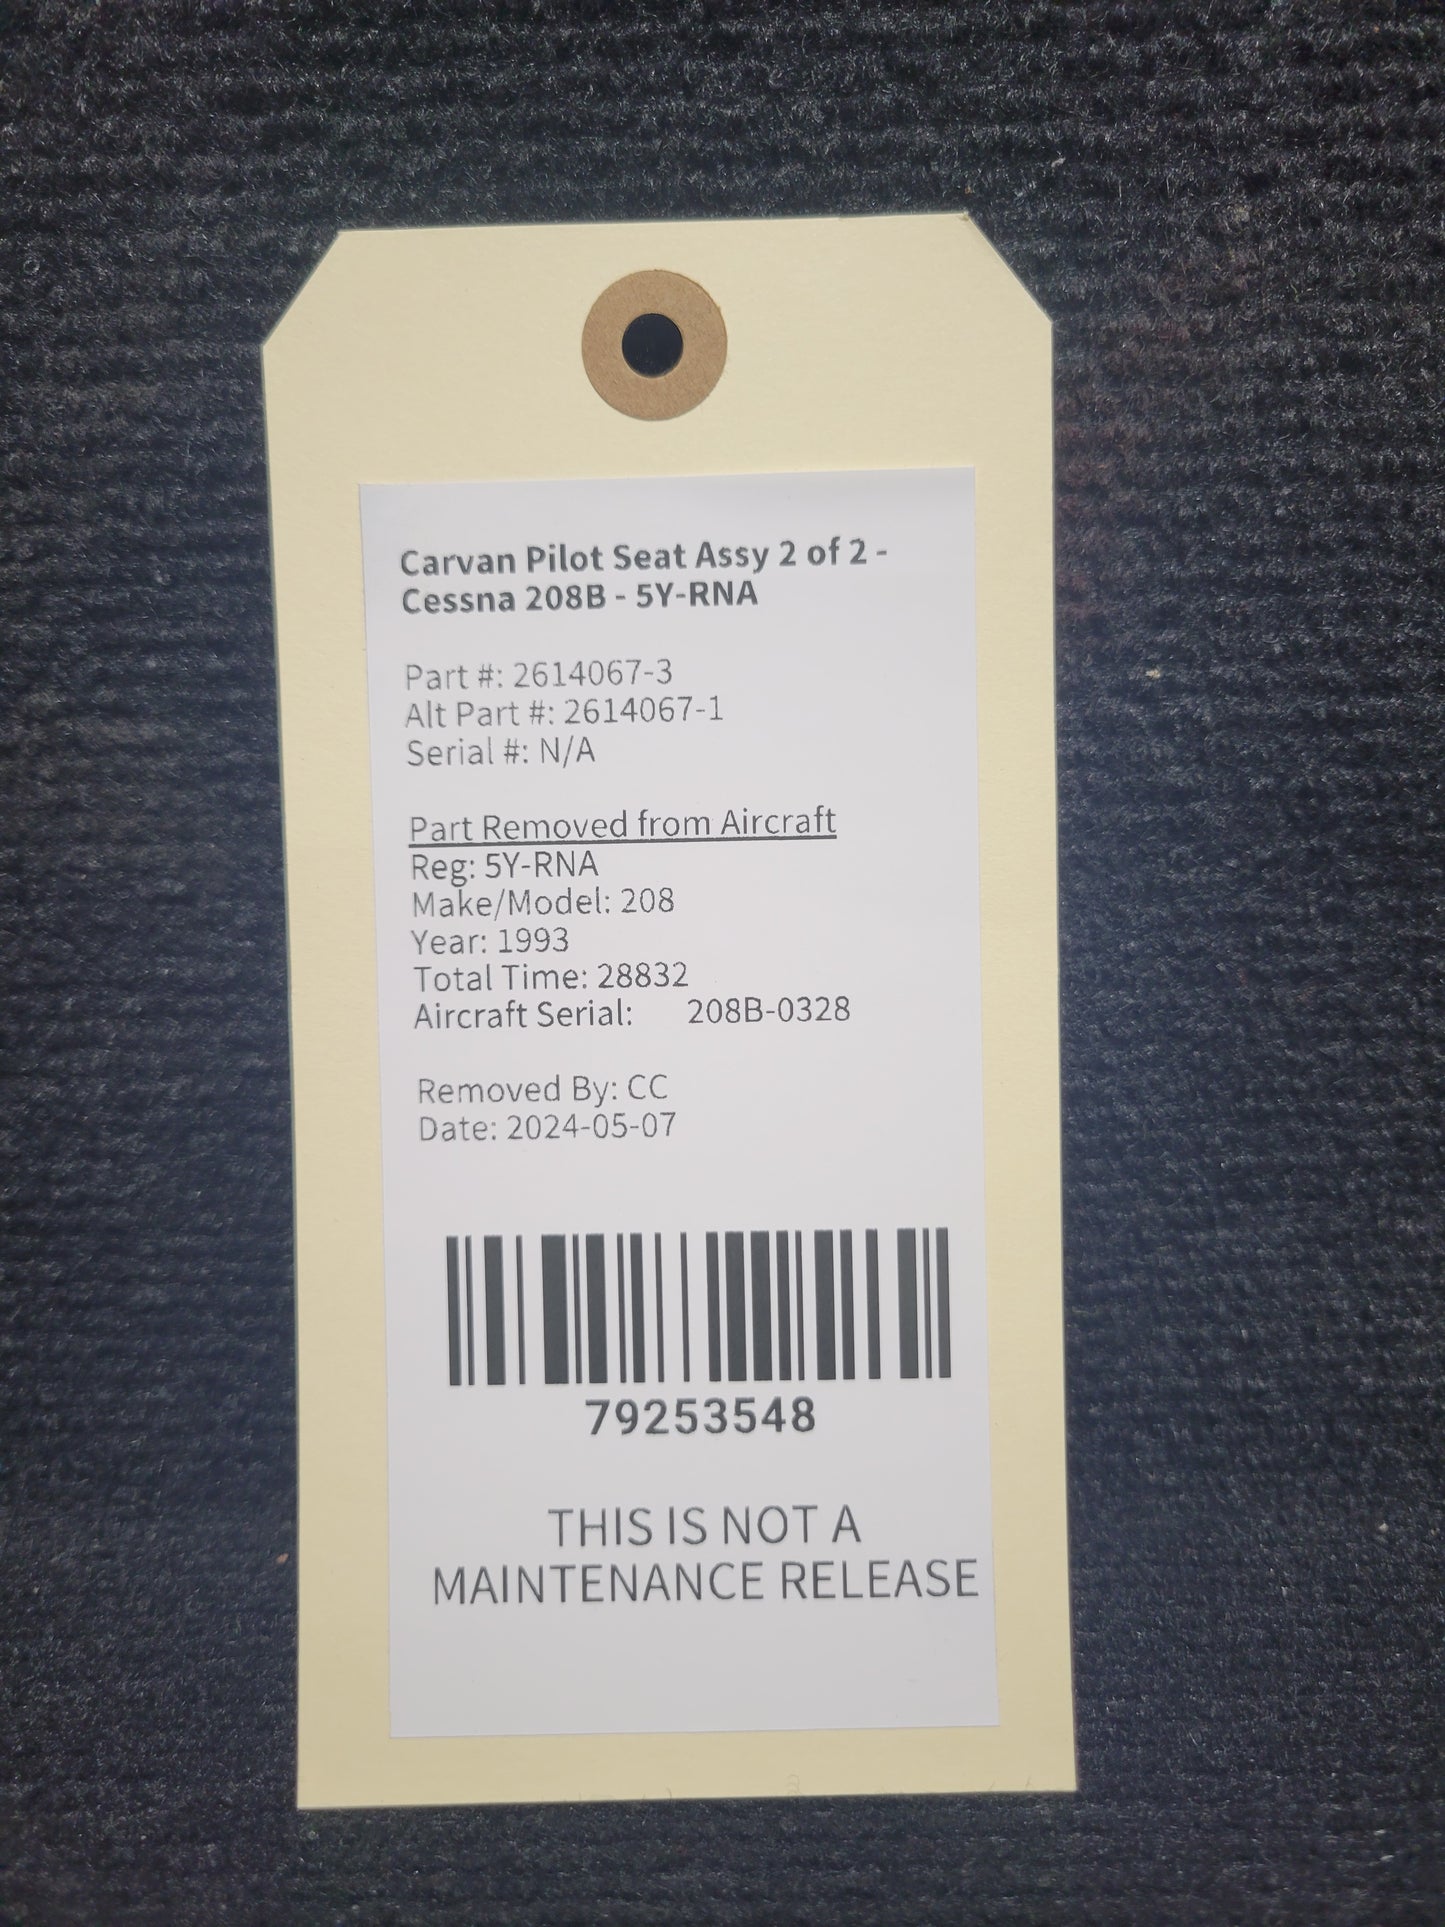 Carvan Pilot Seat Assy 2 of 2 -
Cessna 208B - 5Y-RNA
Part #: 2614067-3
Alt Part #: 2614067-1
Serial #: N/A
Part Removed from Aircraft
Reg: 5Y-RNA
Make/Model: 208
Year: 1993
Total Time: 28832
Aircraft Serial: 208B-0328
Removed By: CC
Date: 2024-05-07
79253548
THIS IS NOT A
MAINTENANCE RELEASE